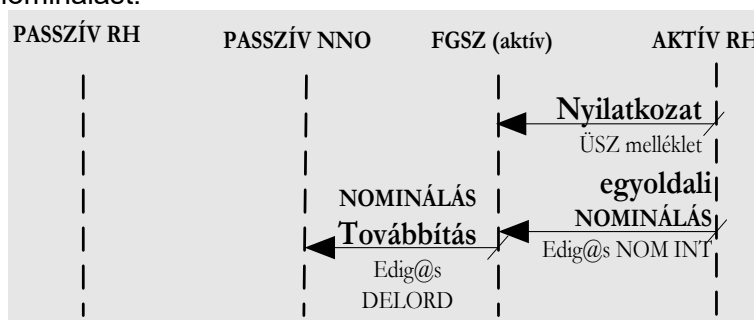 nominálást.
PASSZÍV RH PASSZÍV NNO FGSZ (aktív) AKTÍV RH
Nyilatkozat
ÜSZ melléklet
egyoldali
NOMINÁLÁS
Edig@s NOM INT
NOMINÁLÁS
Továbbítás
Edig@s
DELORD